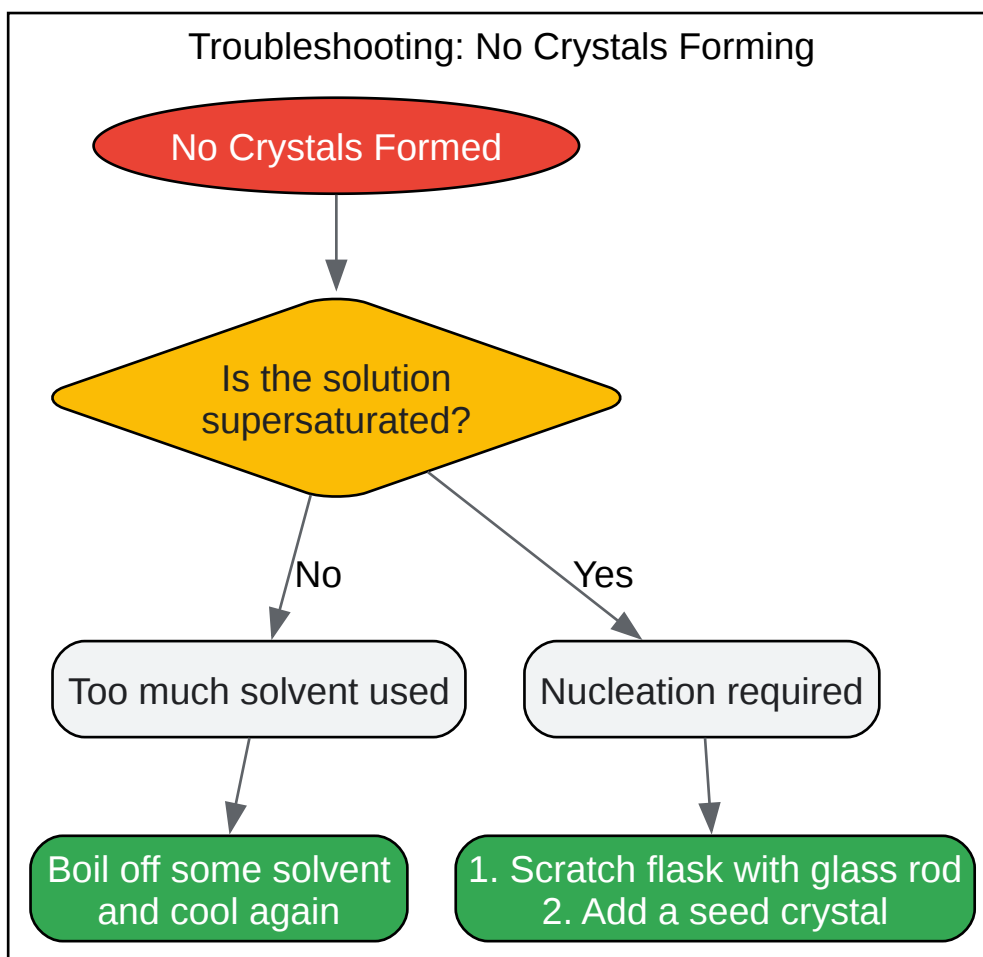 Troubleshooting: No Crystals Forming
No Crystals Formed
Is the solution
supersaturated?
No
Yes
Too much solvent used
Nucleation required
Boil off some solvent
and cool again
1. Scratch flask with glass rod
2. Add a seed crystal